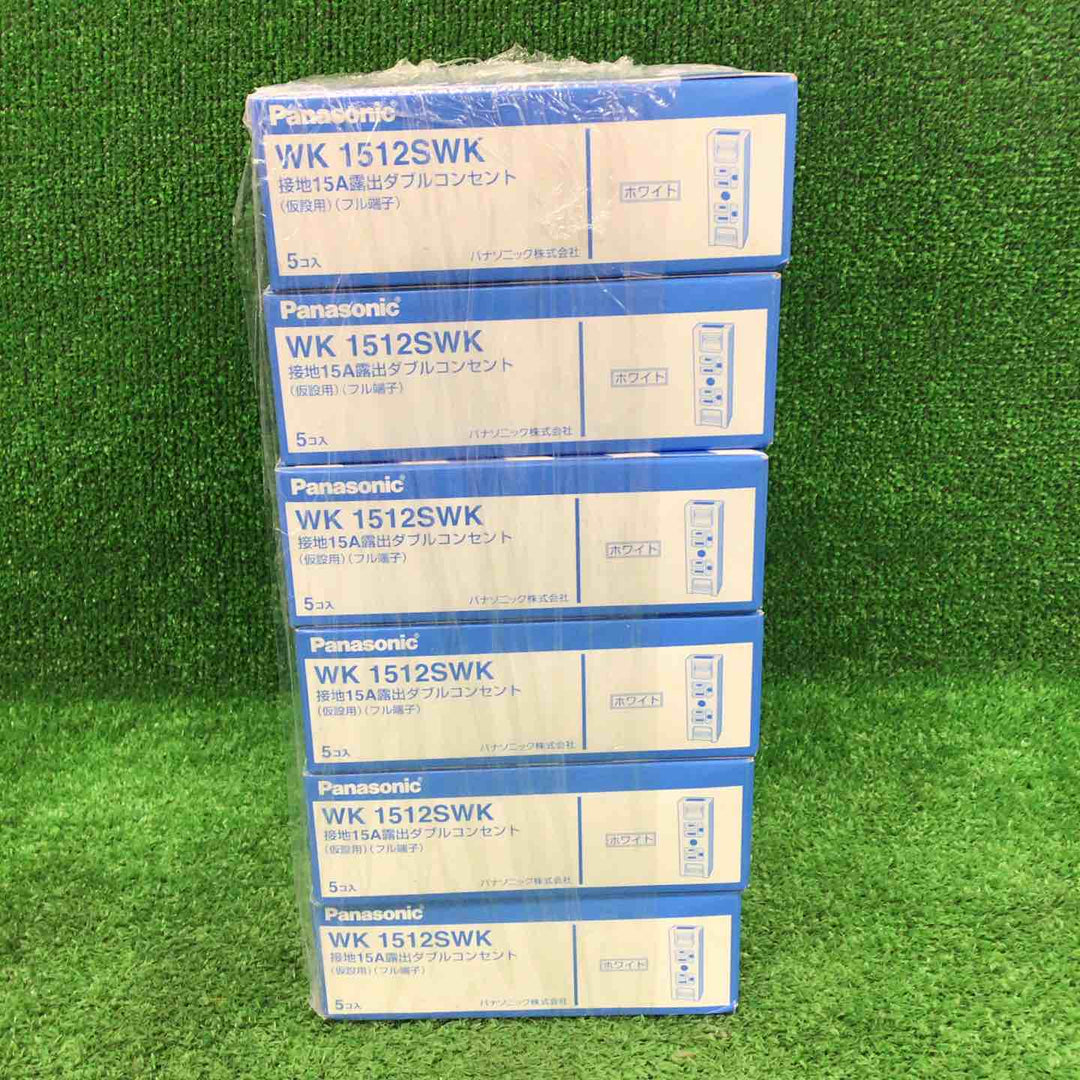 Panasonic
WK 1512SWK
接地15A露出ダブルコンセント
(仮設用)(フル端子)
ホワイト
5コ入
パナソニック株式会社
Panasonic
WK 1512SWK
接地15A露出ダブルコンセント
(仮設用)(フル端子)
ホワイト
5コ入
パナソニック株式会社
Panasonic
WK 1512SWK
接地15A露出ダブルコンセント
(仮設用)(フル端子)
ホワイト
5コ入
パナソニック株式会社
Panasonic
WK 1512SWK
接地15A露出ダブルコンセント
(仮設用)(フル端子)
ホワイト
5コ入
パナソニック株式会社
Panasonic
WK 1512SWK
接地15A露出ダブルコンセント
(仮設用)(フル端子)
ホワイト
5コ入
パナソニック株式会社
Panasonic
WK 1512SWK
接地15A露出ダブルコンセント
(仮設用)(フル端子)
ホワイト
5コ入
パナソニック株式会社